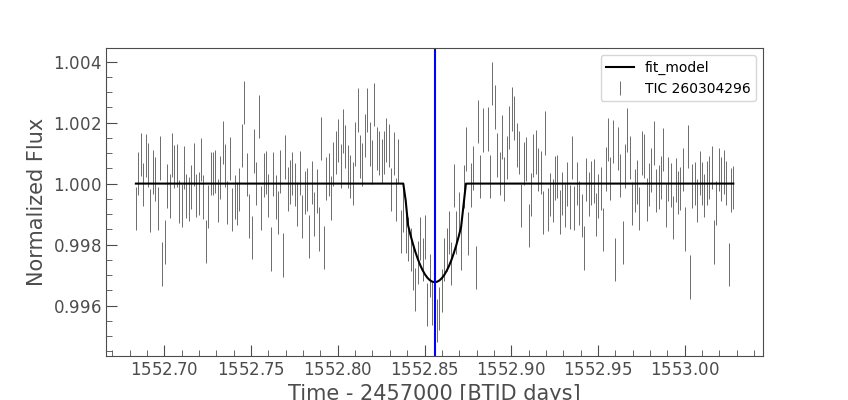 1.004
1.002
1.000
0.998
0.996
Normalized Flux
fit_model
TIC 260304296
1552.70 1552.75 1552.80 1552.85 1552.90 1552.95 1553.00
Time - 2457000 [BTJD days]